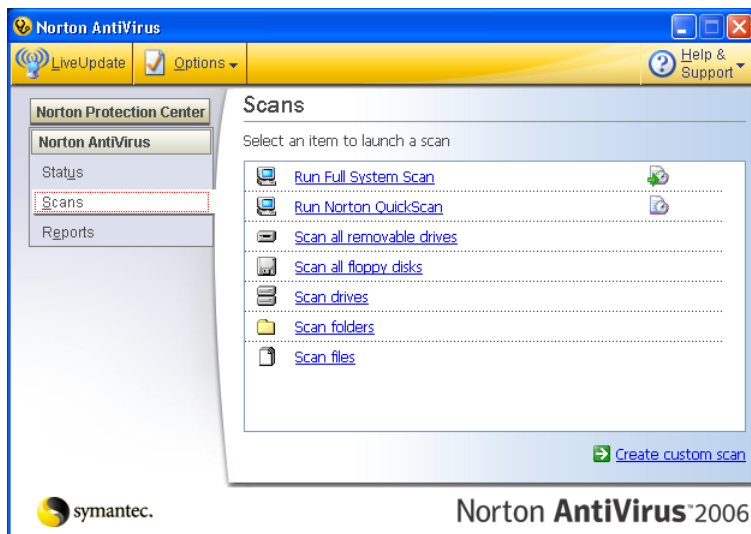 Norton AntiVirus
LiveUpdate Options Help & Support
Norton Protection Center
Norton AntiVirus
Status
Scans
Reports
Scans
Select an item to launch a scan
Run Full System Scan
Run Norton QuickScan
Scan all removable drives
Scan all floppy disks
Scan drives
Scan folders
Scan files
Create custom scan
symantec.
Norton AntiVirus™2006